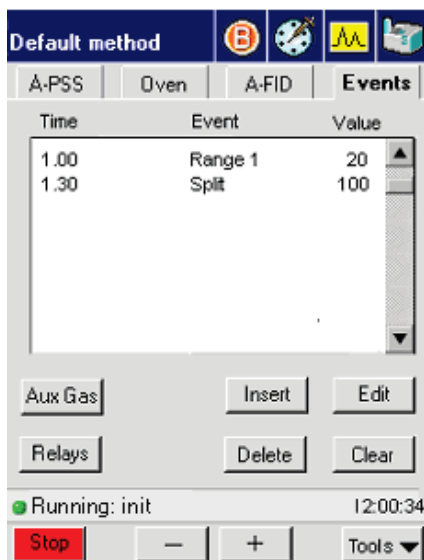 Default method B
A-PSS Oven A-FID Events
Time Event Value
1.00 Range 1 20
1.30 Split 100
Aux Gas Insert Edit
Relays Delete Clear
Running: init 12:00:34
Stop − + Tools